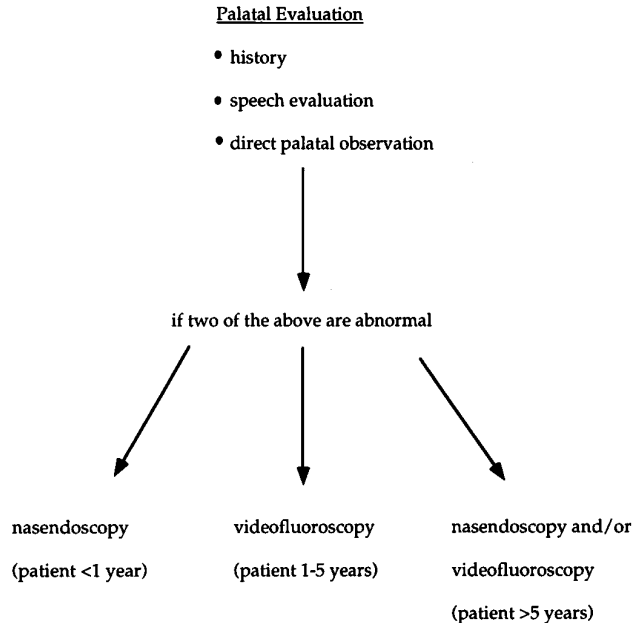 Palatal Evaluation
• history
• speech evaluation
• direct palatal observation
if two of the above are abnormal
nasendoscopy
(patient <1 year)
videofluoroscopy
(patient 1-5 years)
nasendoscopy and/or
videofluoroscopy
(patient >5 years)